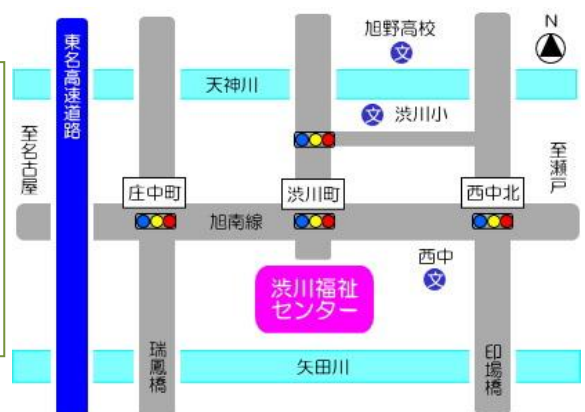 旭野高校
N
文
東名高速道路
天神川
文 渋川小
至名古屋
至瀬戸
庄中町
渋川町
西中北
旭南線
西中
文
渋川福祉
センター
瑞鳳橋
矢田川
印場橋